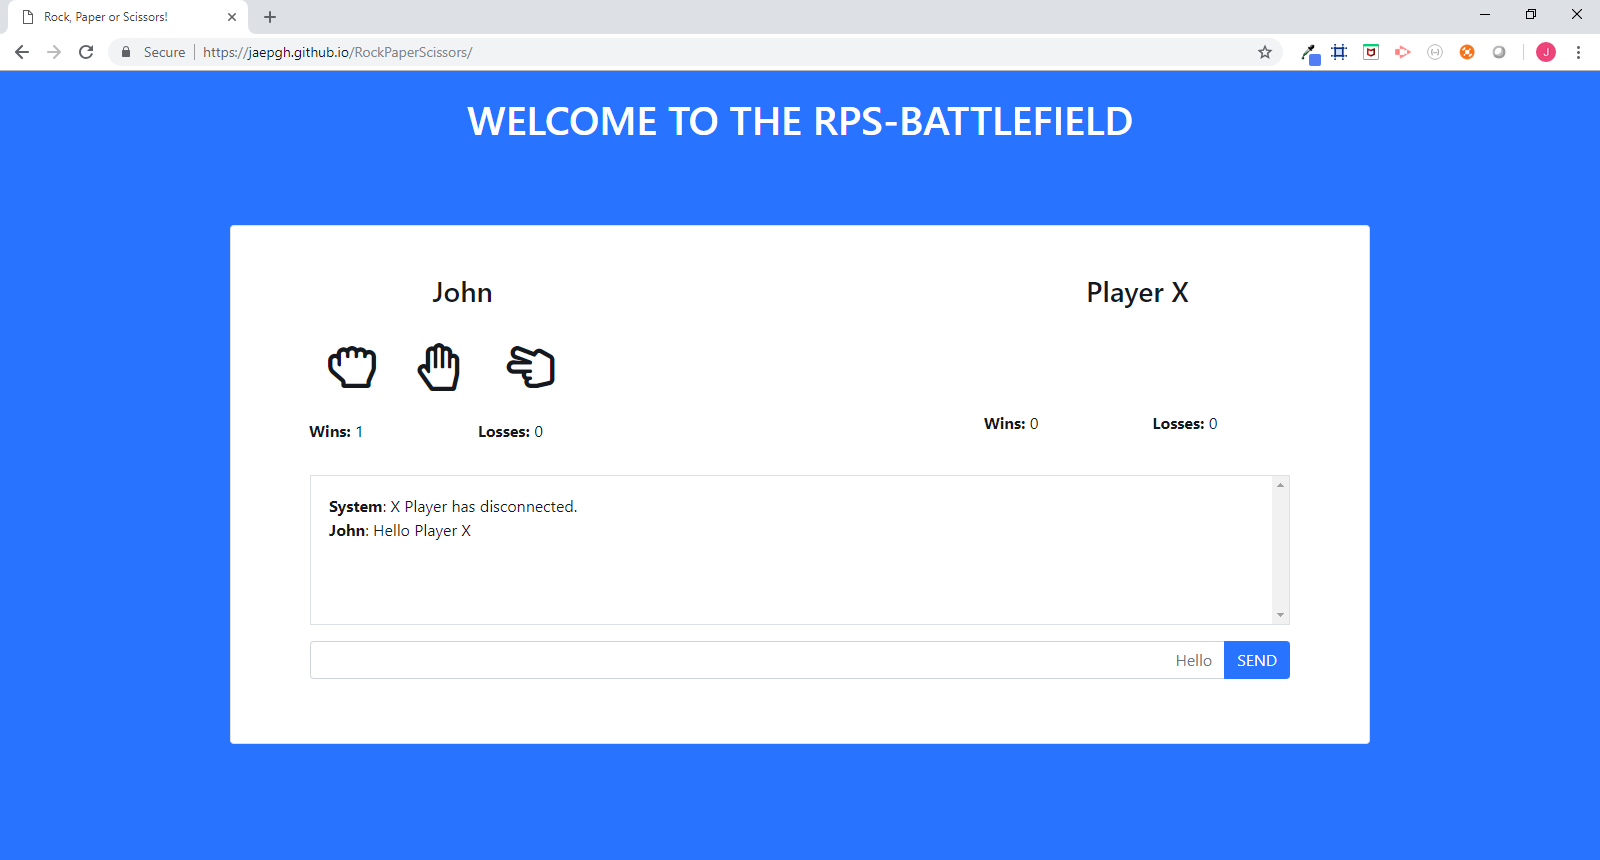 Rock, Paper or Scissors!
Secure https://jaepgh.github.io/RockPaperScissors/
J
WELCOME TO THE RPS-BATTLEFIELD
John
Player X
Wins: 1 Losses: 0
Wins: 0 Losses: 0
System: X Player has disconnected.
John: Hello Player X
Hello SEND